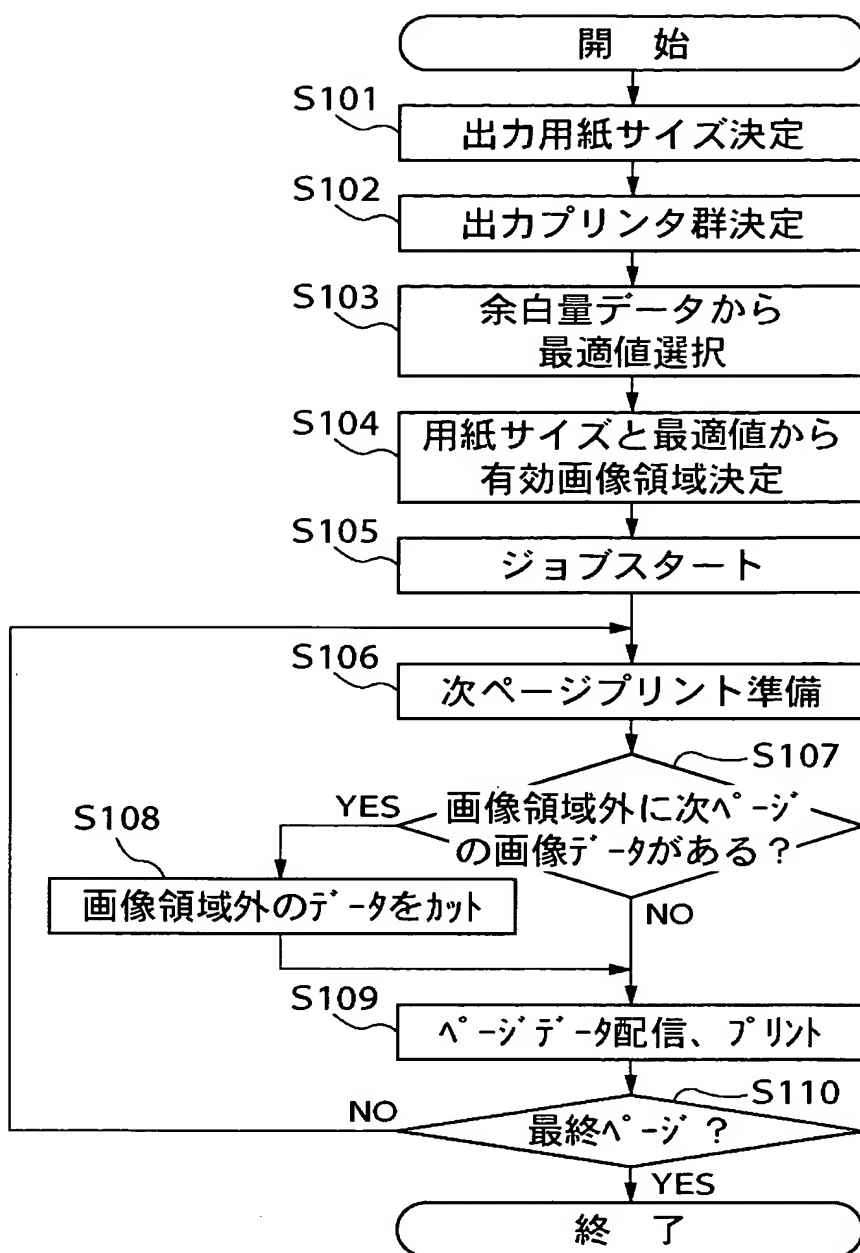 開 始
S101
出力用紙サイズ決定
S102
出力プリンタ群決定
S103
余白量データから
最適値選択
S104
用紙サイズと最適値から
有効画像領域決定
S105
ジョブスタート
S106
次ページプリント準備
S107
YES
画像領域外に次ページ
の画像データがある？
S108
画像領域外のデータをカット
NO
S109
ページデータ配信、プリント
S110
NO
最終ページ？
YES
終 了